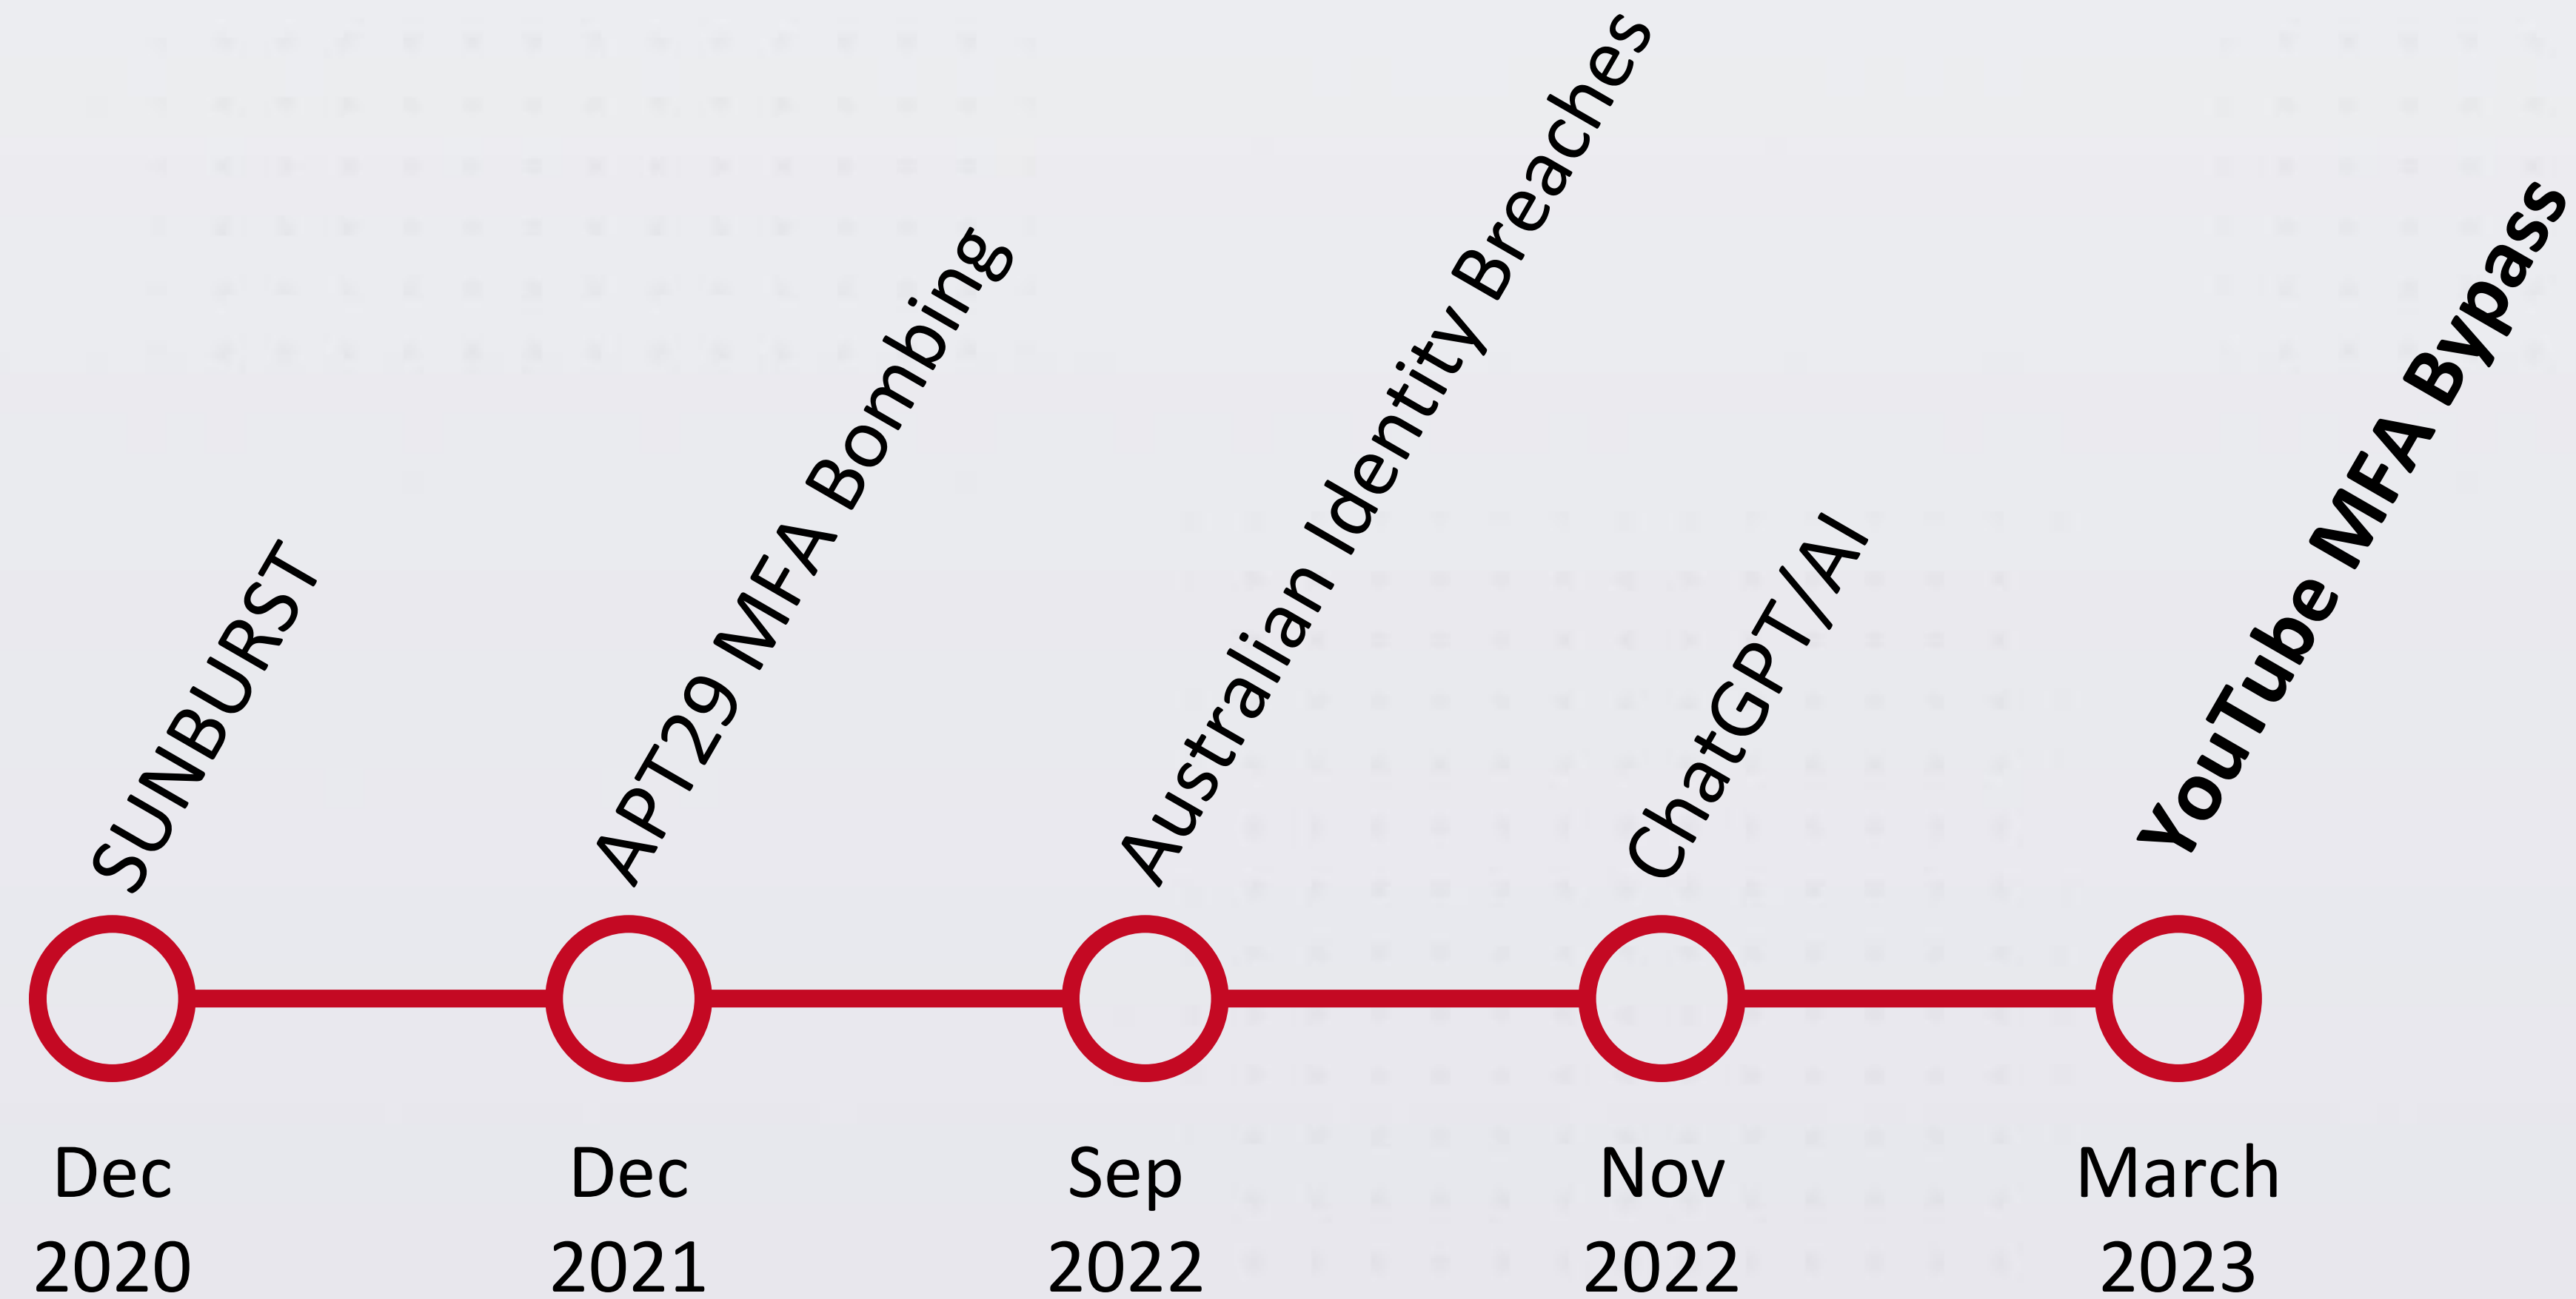 SUNBURST
APT29 MFA Bombing
Australian Identity Breaches
ChatGPT/AI
YouTube MFA Bypass
Dec
2020
Dec
2021
Sep
2022
Nov
2022
March
2023